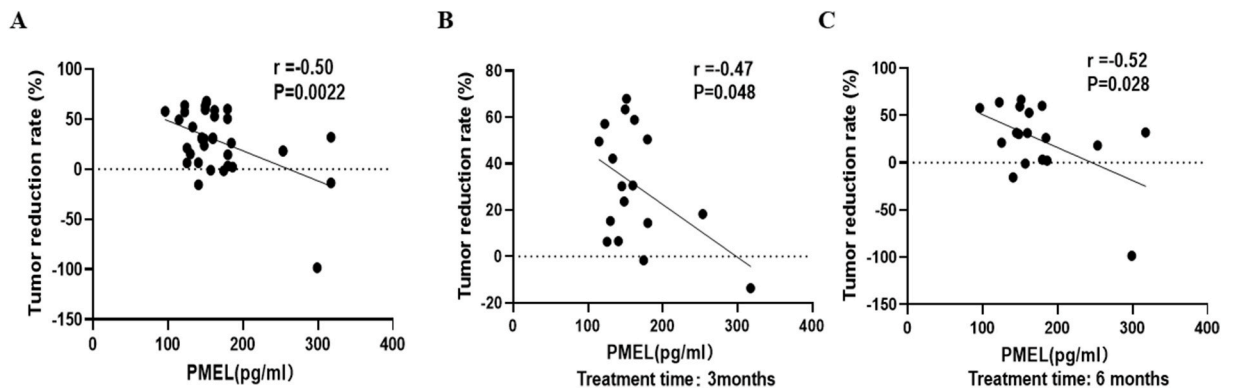 A
r =-0.50
P=0.0022
Tumor reduction rate (%)
100
50
0
-50
-100
-150
0
100
200
300
400
PMEL(pg/ml)
B
r =-0.47
P=0.048
Tumor reduction rate (%)
80
60
40
20
0
-20
0
100
200
300
400
PMEL(pg/ml)
Treatment time: 3months
C
r =-0.52
P=0.028
Tumor reduction rate (%)
100
50
0
-50
-100
-150
0
100
200
300
400
PMEL(pg/ml)
Treatment time: 6 months